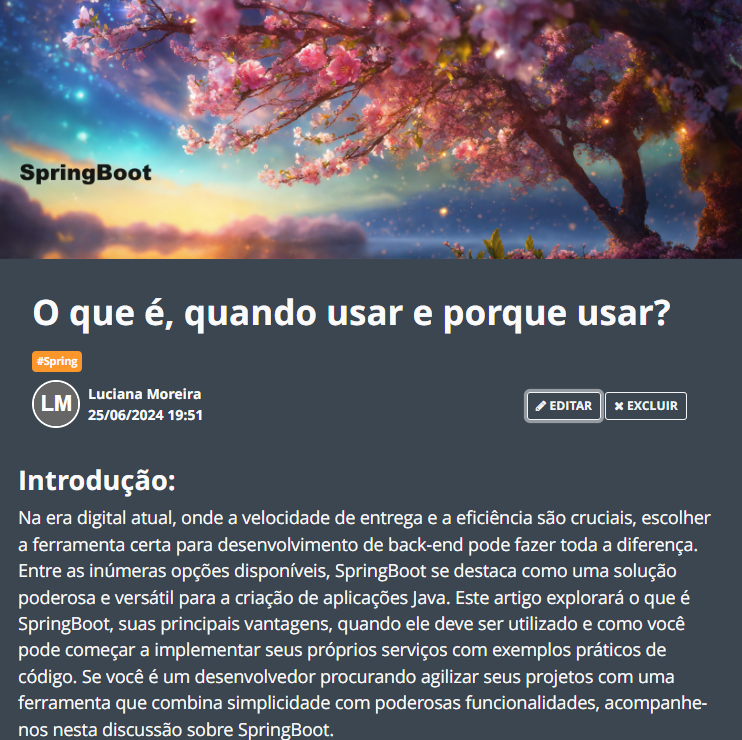 SpringBoot
O que é, quando usar e porque usar?
#Spring
LM
Luciana Moreira
25/06/2024 19:51
EDITAR
EXCLUIR
Introdução:
Na era digital atual, onde a velocidade de entrega e a eficiência são cruciais, escolher
a ferramenta certa para desenvolvimento de back-end pode fazer toda a diferença.
Entre as inúmeras opções disponíveis, SpringBoot se destaca como uma solução
poderosa e versátil para a criação de aplicações Java. Este artigo explorará o que é
SpringBoot, suas principais vantagens, quando ele deve ser utilizado e como você
pode começar a implementar seus próprios serviços com exemplos práticos de
código. Se você é um desenvolvedor procurando agilizar seus projetos com uma
ferramenta que combina simplicidade com poderosas funcionalidades, acompanhe-
nos nesta discussão sobre SpringBoot.